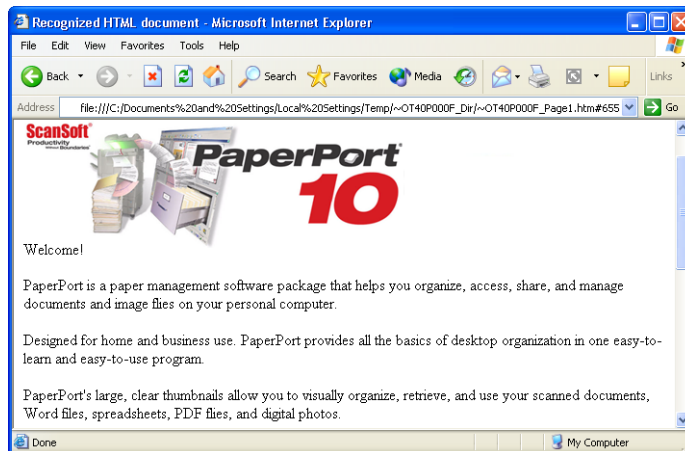 Recognized HTML document - Microsoft Internet Explorer
File Edit View Favorites Tools Help
Back Search Favorites Media Links »
Address file:///C:/Documents%20and%20Settings/Local%20Settings/Temp/~OT40P000F_Dir/~OT40P000F_Page1.htm#655 Go
ScanSoft®
Productivity
Without Boundaries™
PaperPort®
10
Welcome!
PaperPort is a paper management software package that helps you organize, access, share, and manage
documents and image flies on your personal computer.
Designed for home and business use. PaperPort provides all the basics of desktop organization in one easy-to-
learn and easy-to-use program.
PaperPort's large, clear thumbnails allow you to visually organize, retrieve, and use your scanned documents,
Word files, spreadsheets, PDF flies, and digital photos.
Done My Computer